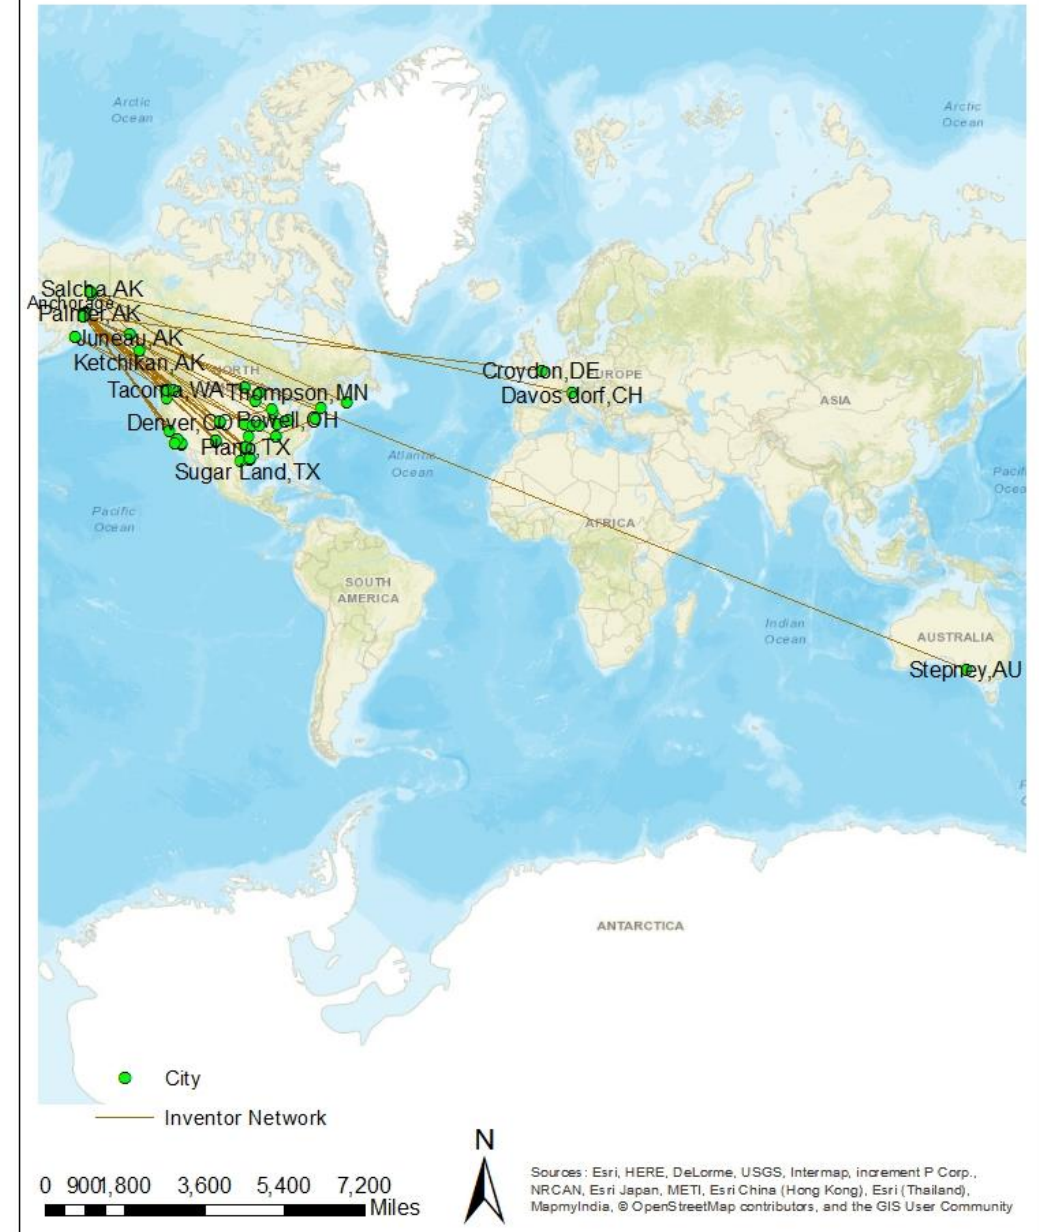 Arctic
Ocean
Arctic
Ocean
Salcha,AK
Anchorage
Palmer,AK
Juneau,AK
Ketchikan,AK
NORTH
Tacoma,WA
Thompson,MN
Denver,CO
Powell,OH
Plano,TX
Sugar Land,TX
Croydon,DE
EUROPE
Davos dorf,CH
ASIA
Atlantic
Ocean
Pacific
Ocean
AFRICA
SOUTH
AMERICA
Indian
Ocean
AUSTRALIA
Stepney,AU
ANTARCTICA
City
Inventor Network
N
0 900 1,800 3,600 5,400 7,200
Miles
Sources: Esri, HERE, DeLorme, USGS, Intermap, increment P Corp.,
NRCAN, Esri Japan, METI, Esri China (Hong Kong), Esri (Thailand),
MapmyIndia, © OpenStreetMap contributors, and the GIS User Community